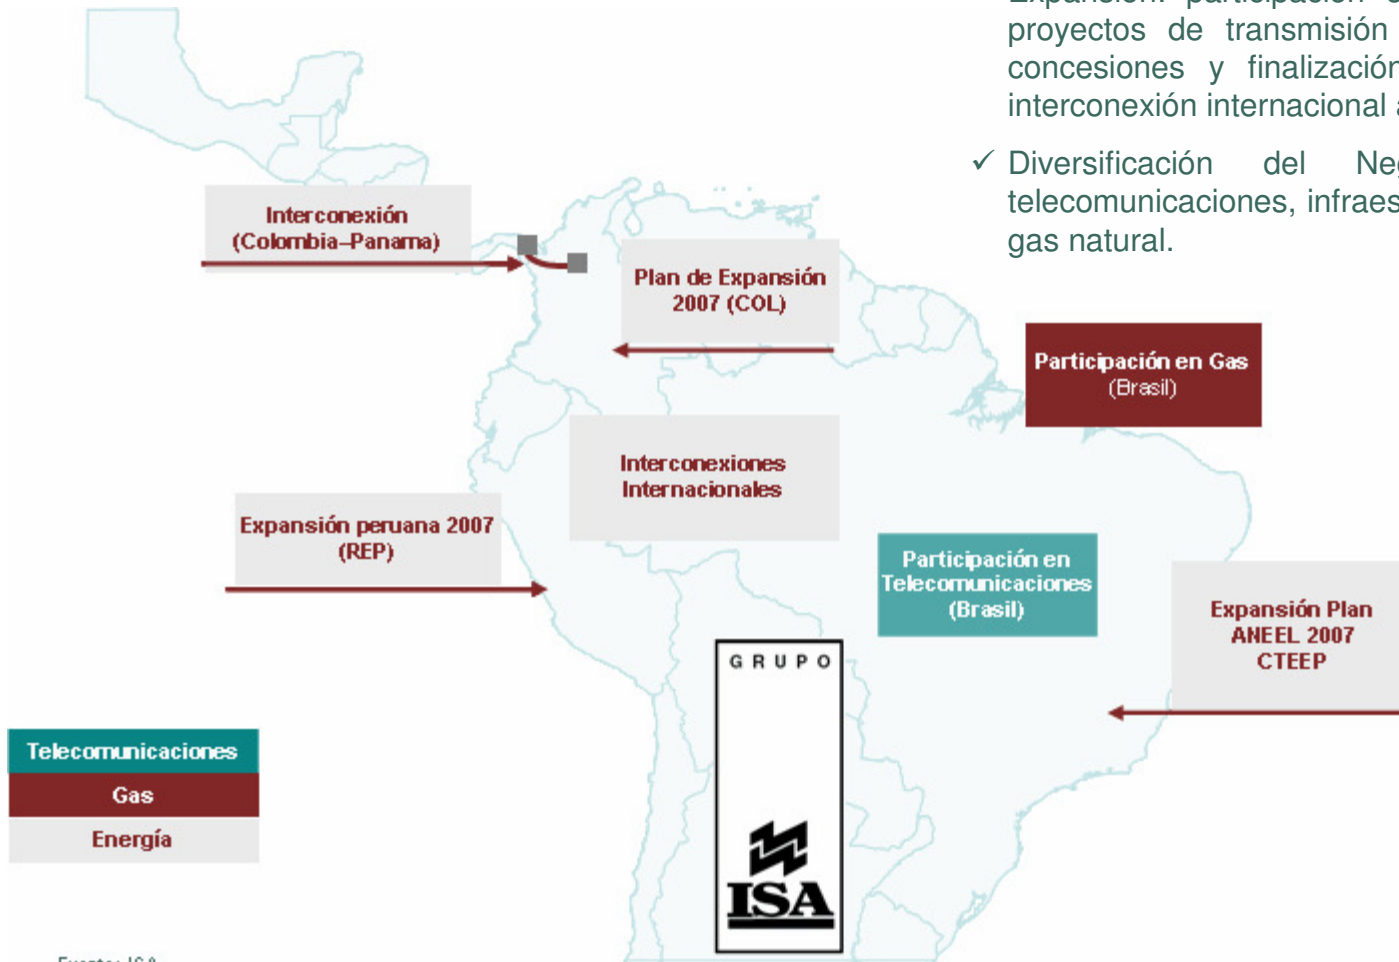 proyectos de transmisión
concesiones y finalización
interconexión internacional
✓ Diversificación del
telecomunicaciones,
gas natural.
Interconexión
(Colombia–Panama)
Plan de Expansión
2007 (COL)
Participación en Gas
(Brasil)
Interconexiones
Internacionales
Expansión peruana 2007
(REP)
Participación en
Telecomunicaciones
(Brasil)
Expansión Plan
ANEEL 2007
CTEEP
GRUPO
ISA
Telecomunicaciones
Gas
Energía